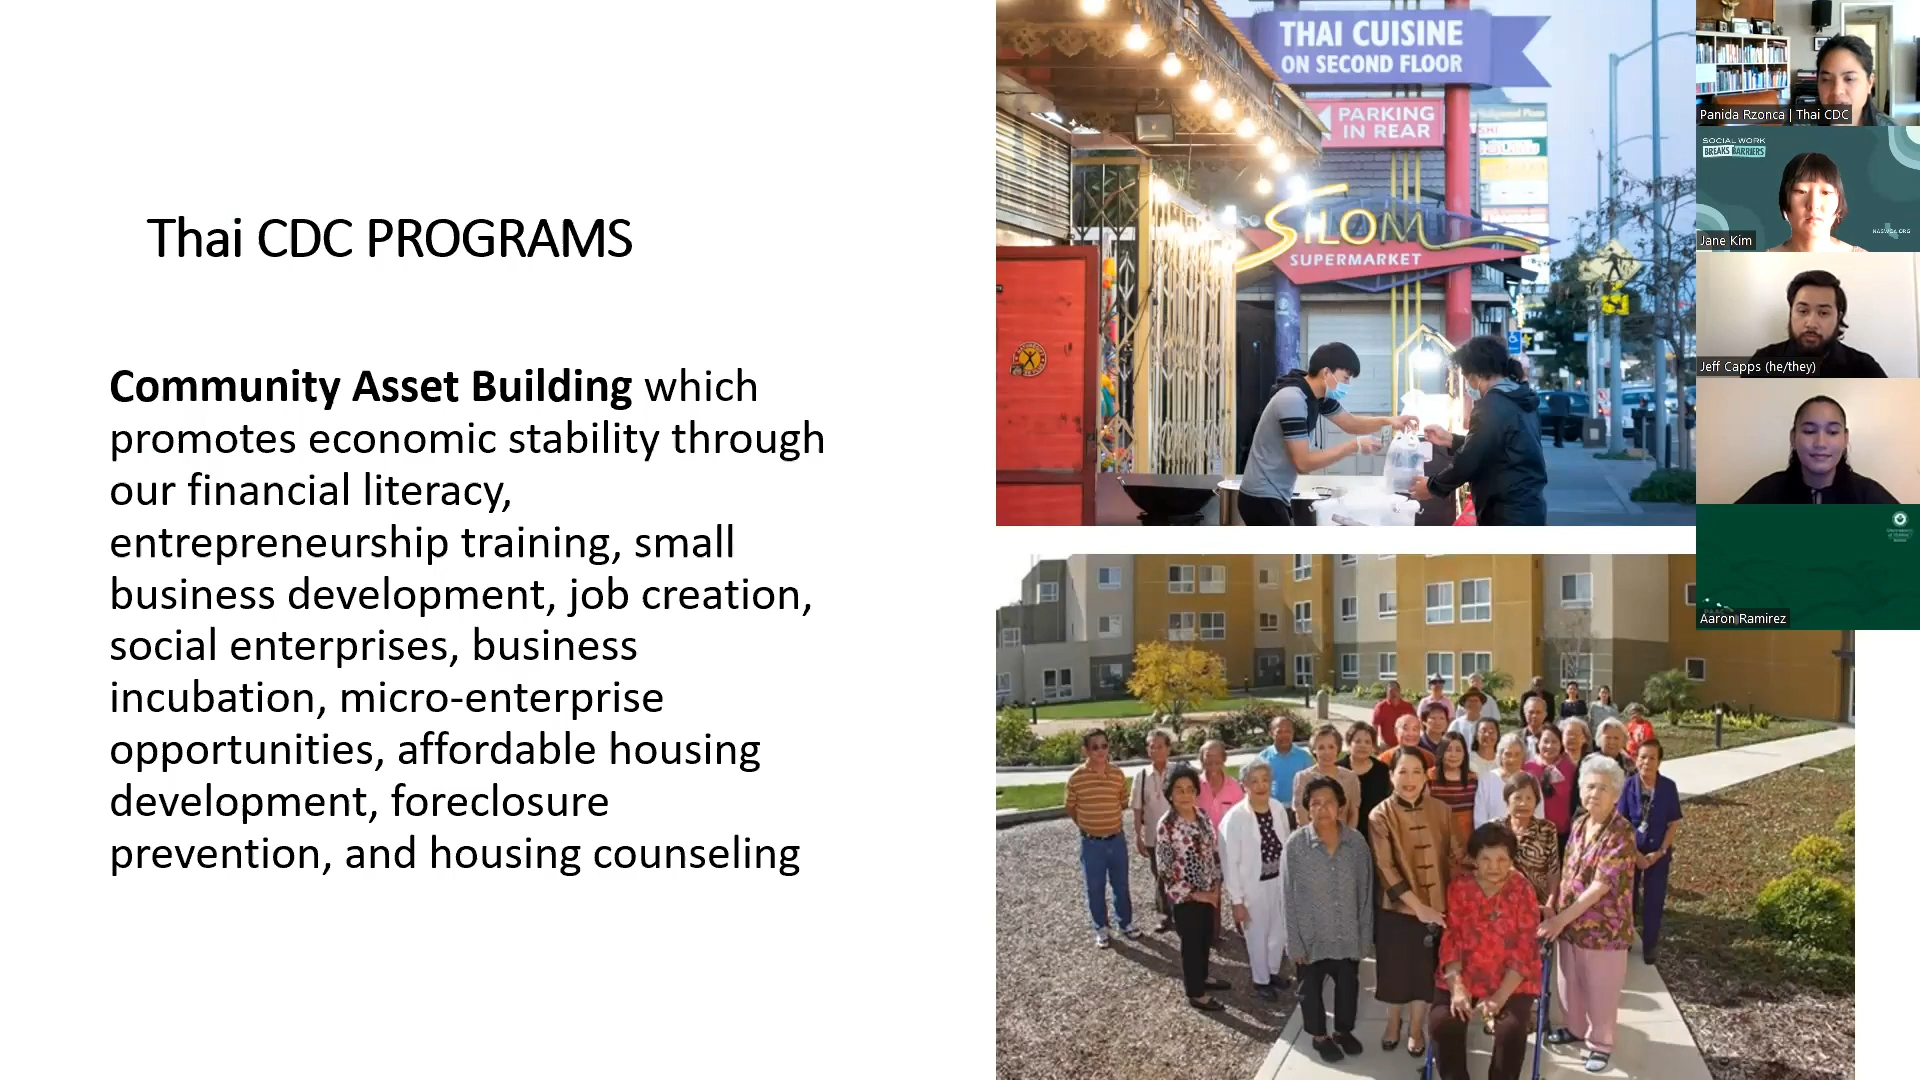 Thai CDC PROGRAMS
Community Asset Building which
promotes economic stability through
our financial literacy,
entrepreneurship training, small
business development, job creation,
social enterprises, business
incubation, micro-enterprise
opportunities, affordable housing
development, foreclosure
prevention, and housing counseling
THAI CUISINE
ON SECOND FLOOR
PARKING
IN REAR
SILOM
SUPERMARKET
Panida Rzonca | Thai CDC
SOCIAL WORK
BREAKS BARRIERS
NASWCA.ORG
Jane Kim
Jeff Capps (he/they)
Aaron Ramirez